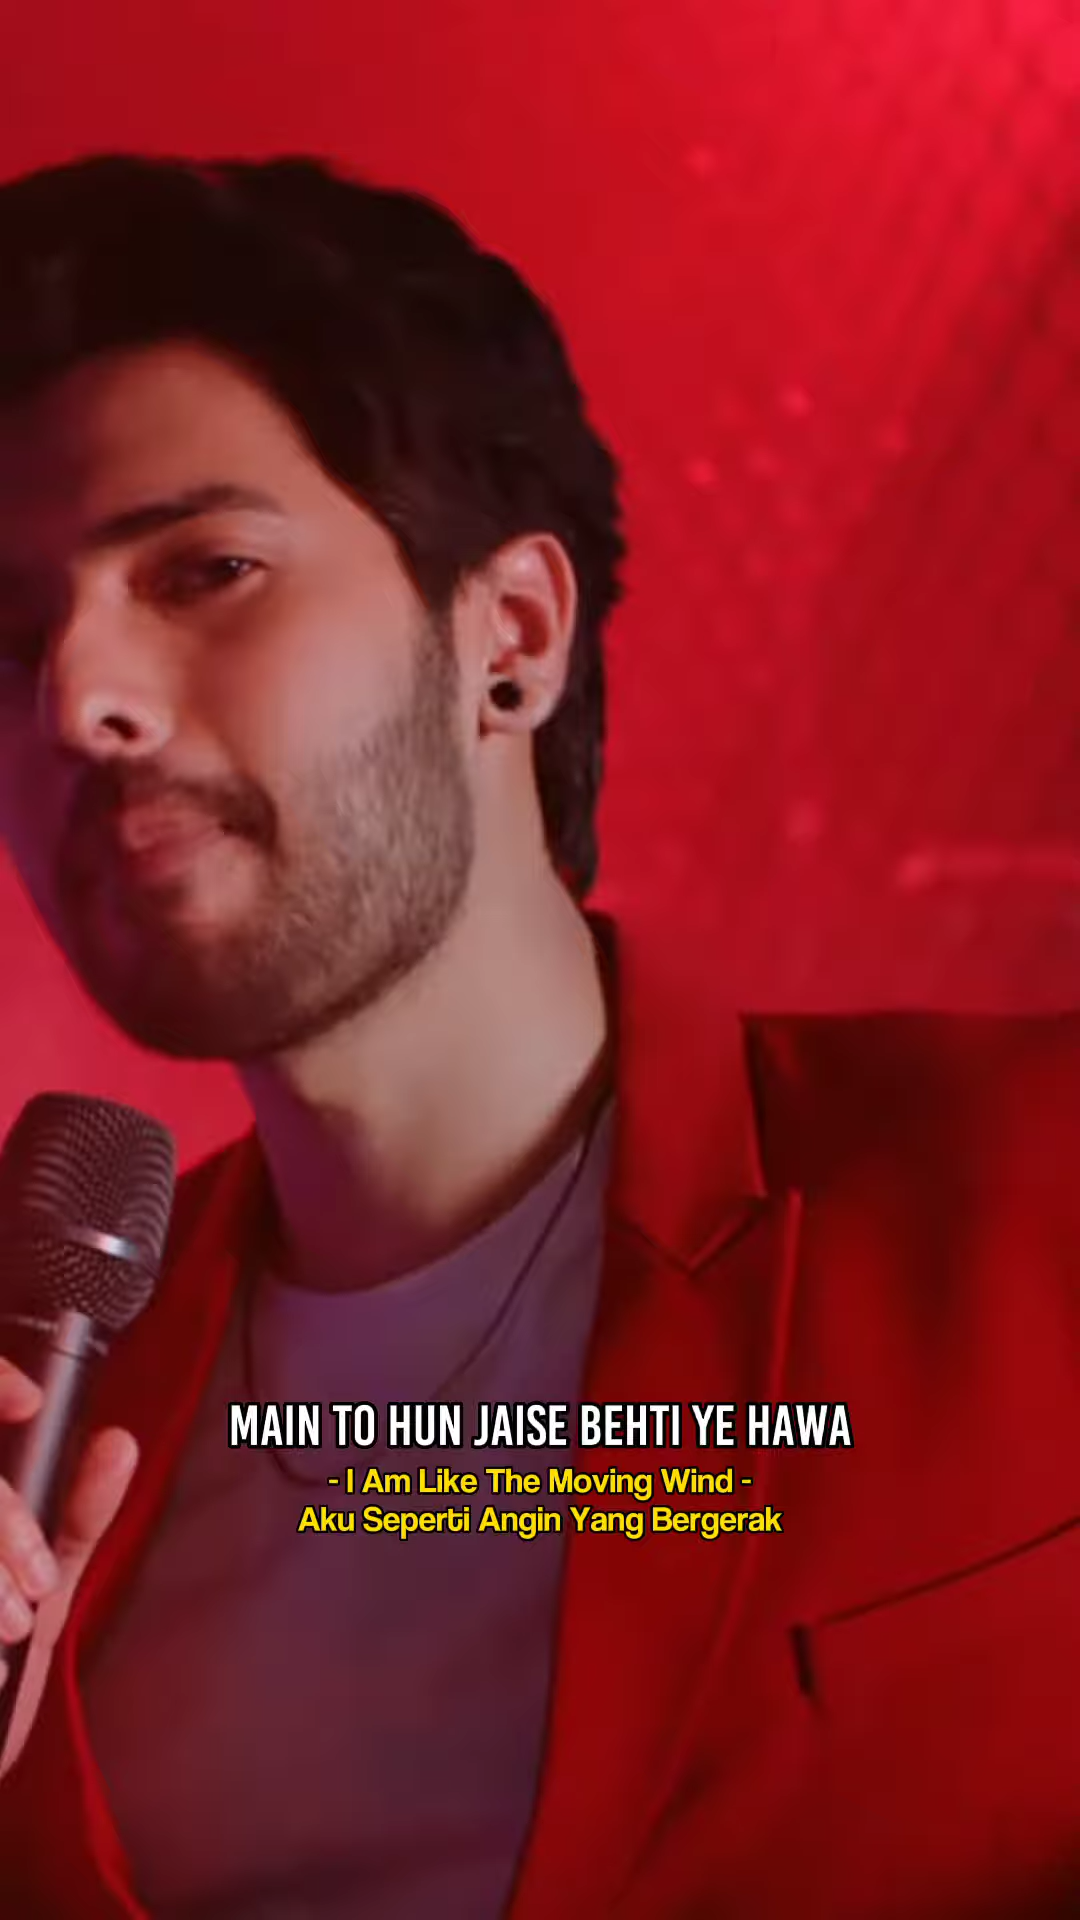 MAIN TO HUN JAISE BEHTI YE HAWA
- I Am Like The Moving Wind -
Aku Seperti Angin Yang Bergerak